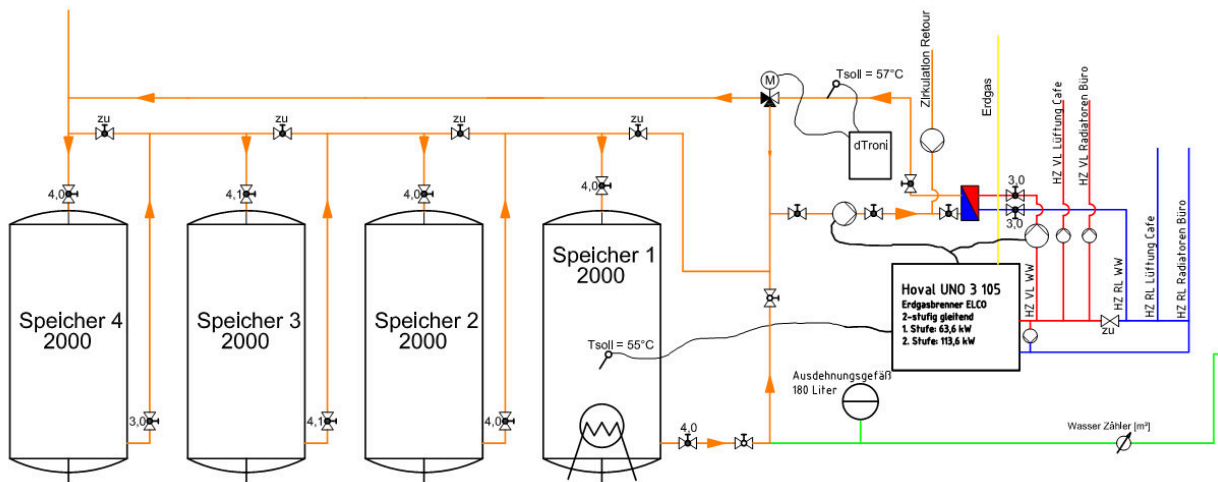 Tsoll = 57°C
M
dTroni
Zirkulation Retour
Erdgas
HZ VL Lüftung Cafe
HZ VL Radiatoren Büro
zu
zu
zu
zu
4,0
4,1
4,0
4,0
3,0
3,0
HZ VL WW
HZ RL WW
HZ RL Lüftung Cafe
HZ RL Radiatoren Büro
Speicher 4
2000
Speicher 3
2000
Speicher 2
2000
Speicher 1
2000
Tsoll = 55°C
Hoval UNO 3 105
Erdgasbrenner ELCO
2-stufig gleitend
1. Stufe: 63,6 kW
2. Stufe: 113,6 kW
zu
Ausdehnungsgefäß
180 Liter
3,0
4,1
4,0
4,0
Wasser Zähler [m³]